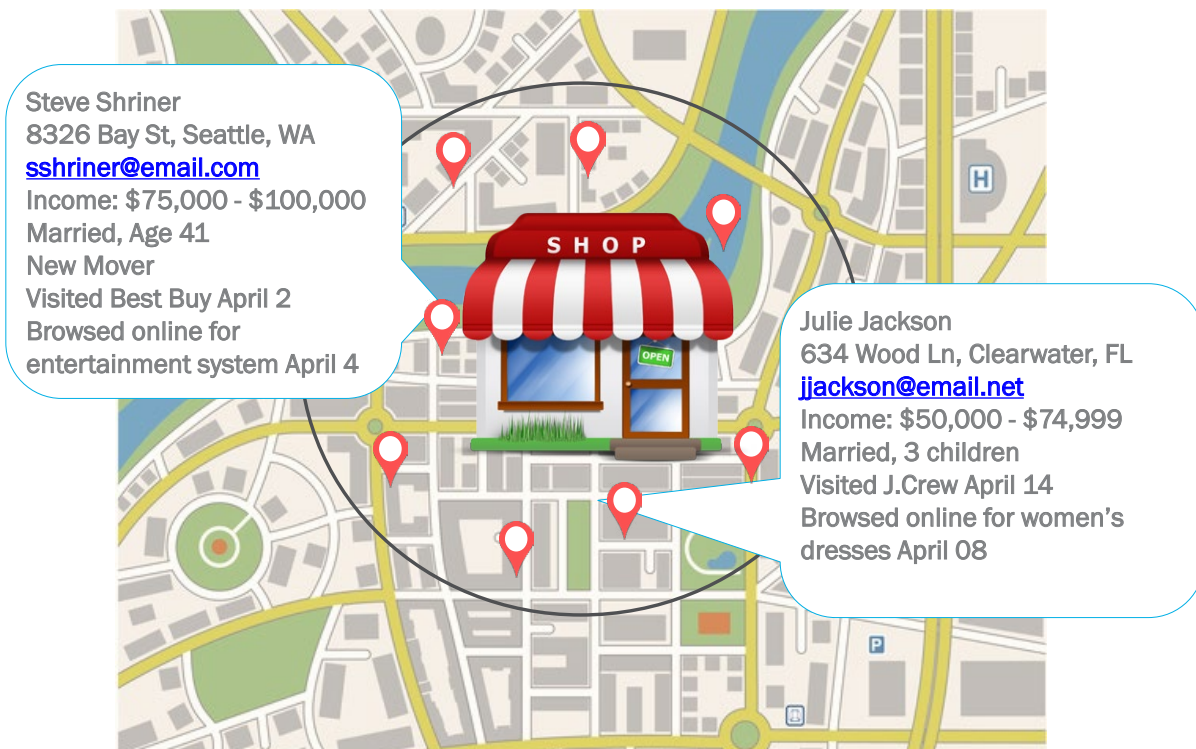 Steve Shriner
8326 Bay St, Seattle, WA
sshriner@email.com
Income: $75,000 - $100,000
Married, Age 41
New Mover
Visited Best Buy April 2
Browsed online for
entertainment system April 4
SHOP
OPEN
H
Julie Jackson
634 Wood Ln, Clearwater, FL
jjackson@email.net
Income: $50,000 - $74,999
Married, 3 children
Visited J.Crew April 14
Browsed online for women's
dresses April 08
P